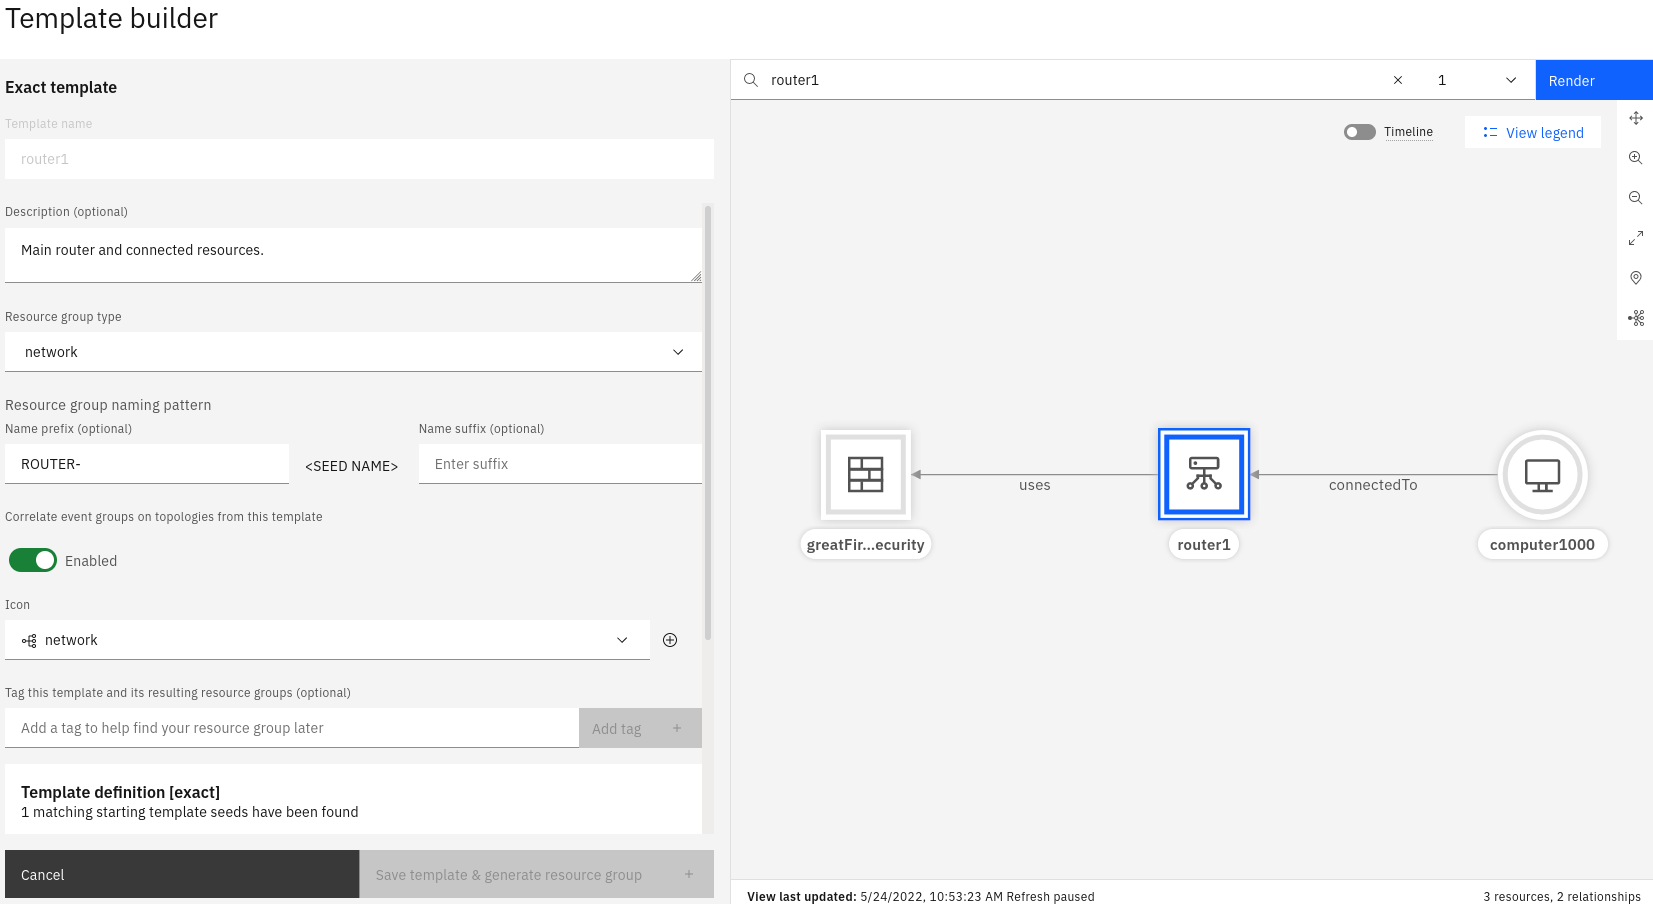 Template builder
Exact template
Template name
router1
Description (optional)
Main router and connected resources.
Resource group type
network
Resource group naming pattern
Name prefix (optional)
Name suffix (optional)
ROUTER-
<SEED NAME>
Enter suffix
Correlate event groups on topologies from this template
Enabled
Icon
network
Tag this template and its resulting resource groups (optional)
Add a tag to help find your resource group later
Add tag
Template definition [exact]
1 matching starting template seeds have been found
Cancel
Save template & generate resource group
router1
1
Render
Timeline
View legend
uses
connectedTo
greatFir...ecurity
router1
computer1000
View last updated: 5/24/2022, 10:53:23 AM Refresh paused
3 resources, 2 relationships